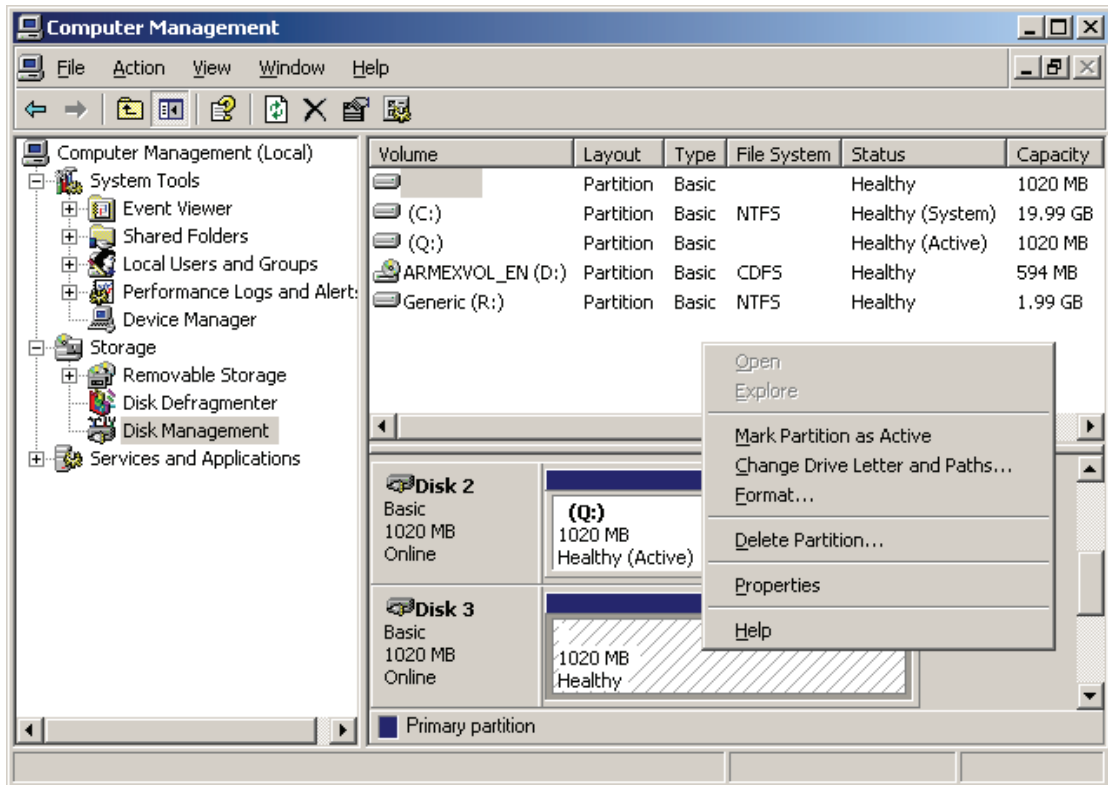 Computer Management
File Action View Window Help
Computer Management (Local)
System Tools
Event Viewer
Shared Folders
Local Users and Groups
Performance Logs and Alert
Device Manager
Storage
Removable Storage
Disk Defragmenter
Disk Management
Services and Applications
Volume Layout Type File System Status Capacity
Partition Basic Healthy 1020 MB
(C:) Partition Basic NTFS Healthy (System) 19.99 GB
(Q:) Partition Basic Healthy (Active) 1020 MB
ARMEXVOL_EN (D:) Partition Basic CDFS Healthy 594 MB
Generic (R:) Partition Basic NTFS Healthy 1.99 GB
Open
Explore
Mark Partition as Active
Change Drive Letter and Paths...
Format...
Delete Partition...
Properties
Help
Disk 2
Basic
1020 MB
Online
(Q:)
1020 MB
Healthy (Active)
Disk 3
Basic
1020 MB
Online
1020 MB
Healthy
Primary partition